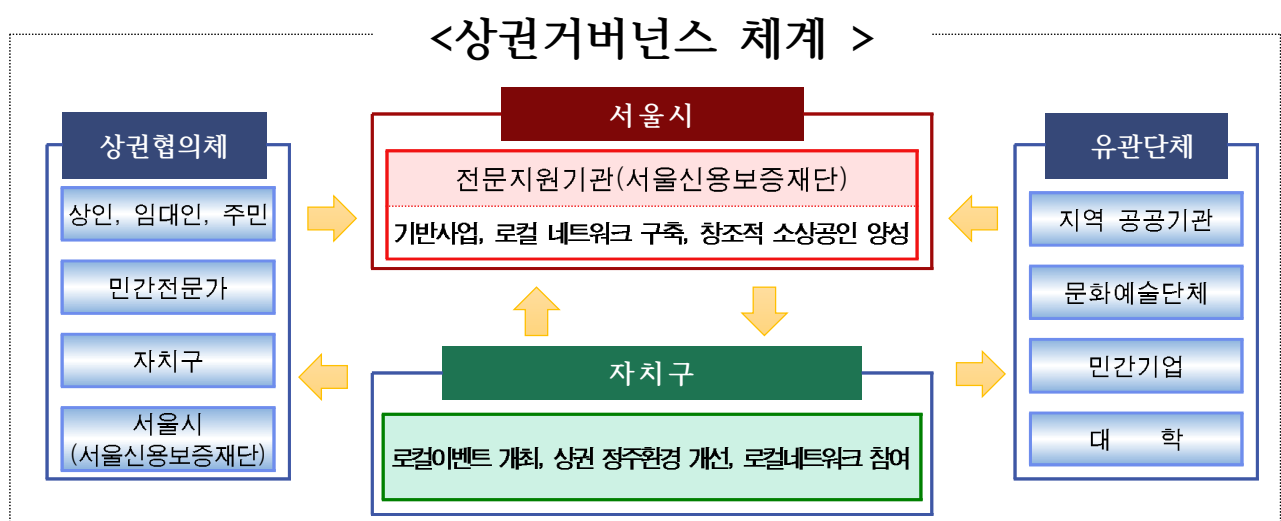 <상권거버넌스 체계 >
상권협의체
상인, 임대인, 주민
민간전문가
자치구
서울시
(서울신용보증재단)
서울시
전문지원기관(서울신용보증재단)
기반사업, 로컬 네트워크 구축, 창조적 소상공인 양성
자치구
로컬이벤트 개최, 상권 정주환경 개선, 로컬네트워크 참여
유관단체
지역 공공기관
문화예술단체
민간기업
대 학